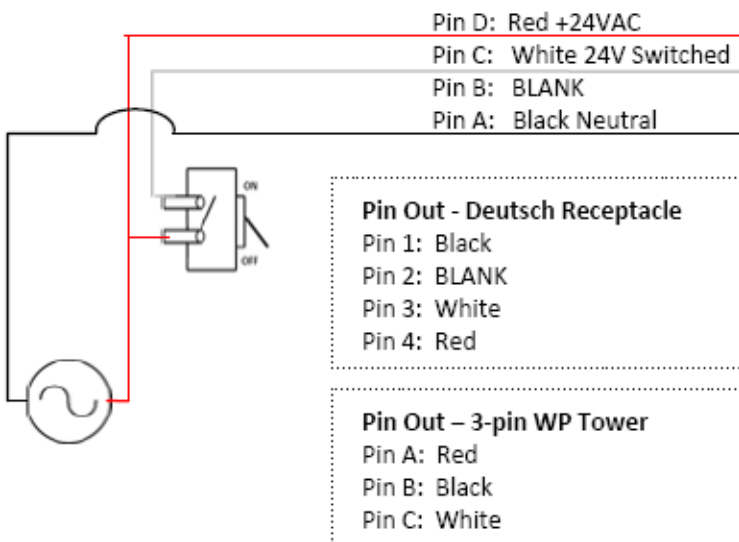 Pin D: Red +24VAC
Pin C: White 24V Switched
Pin B: BLANK
Pin A: Black Neutral
ON
OFF
Pin Out - Deutsch Receptacle
Pin 1: Black
Pin 2: BLANK
Pin 3: White
Pin 4: Red
Pin Out – 3-pin WP Tower
Pin A: Red
Pin B: Black
Pin C: White